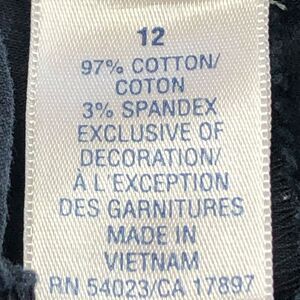 12
97% COTTON/
COTON
3% SPANDEX
EXCLUSIVE OF
DECORATION/
À L'EXCEPTION
DES GARNITURES
MADE IN
VIETNAM
RN 54023/CA 17897